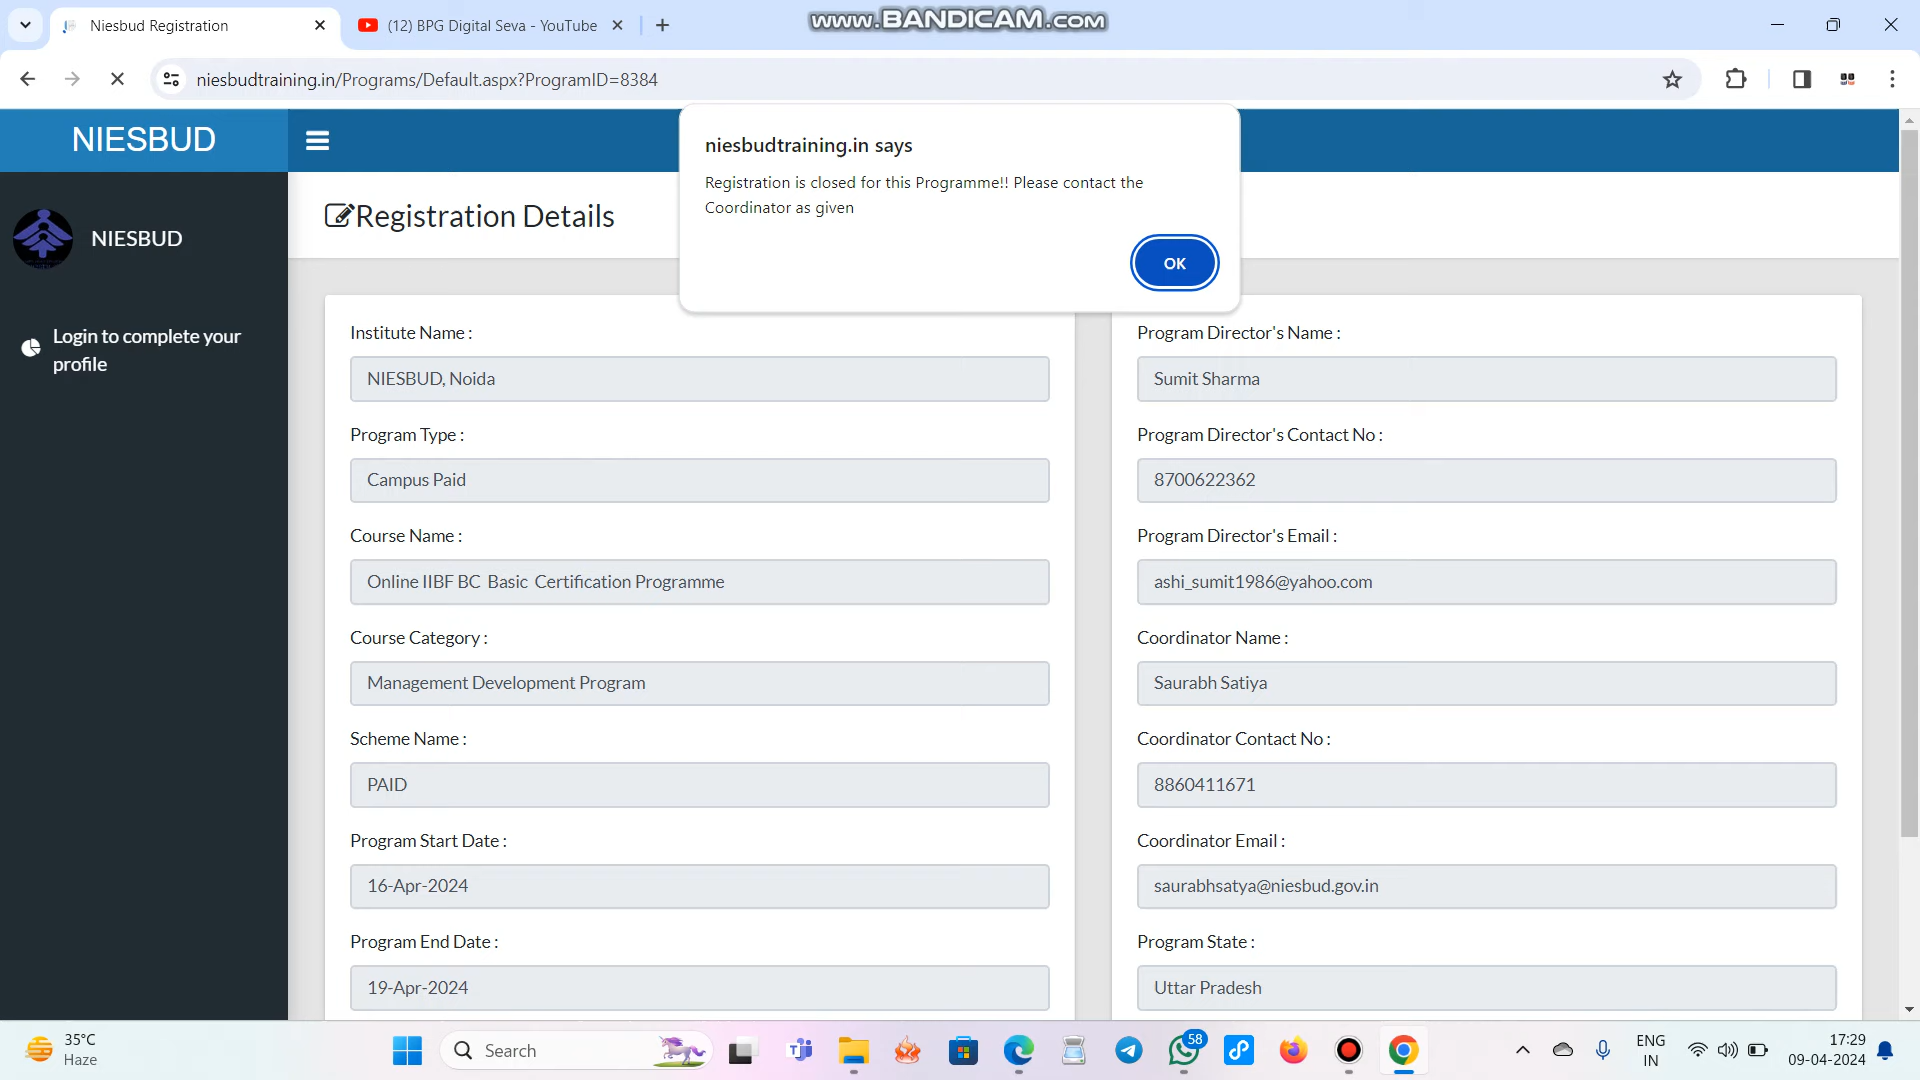 Niesbud Registration
(12) BPG Digital Seva - YouTube
www.BANDICAM.com
niesbudtraining.in/Programs/Default.aspx?ProgramID=8384
NIESBUD
niesbudtraining.in says
Registration is closed for this Programme!! Please contact the
Coordinator as given
OK
Registration Details
NIESBUD
Login to complete your
profile
Institute Name :
NIESBUD, Noida
Program Type :
Campus Paid
Course Name :
Online IIBF BC Basic Certification Programme
Course Category :
Management Development Program
Scheme Name :
PAID
Program Start Date :
16-Apr-2024
Program End Date :
19-Apr-2024
Program Director's Name :
Sumit Sharma
Program Director's Contact No :
8700622362
Program Director's Email :
ashi_sumit1986@yahoo.com
Coordinator Name :
Saurabh Satiya
Coordinator Contact No :
8860411671
Coordinator Email :
saurabhsatya@niesbud.gov.in
Program State :
Uttar Pradesh
35°C
Haze
Search
58
ENG
IN
17:29
09-04-2024